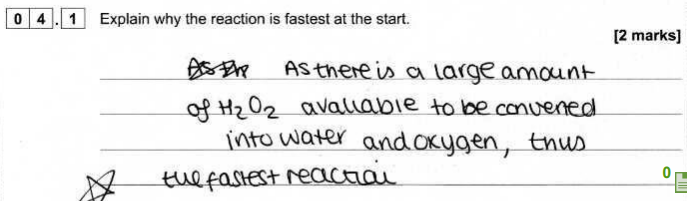 0 4 . 1 Explain why the reaction is fastest at the start.
[2 marks]
As there is a large amount
of H₂O₂ available to be converted
into water and oxygen, thus
the fastest reaction
0